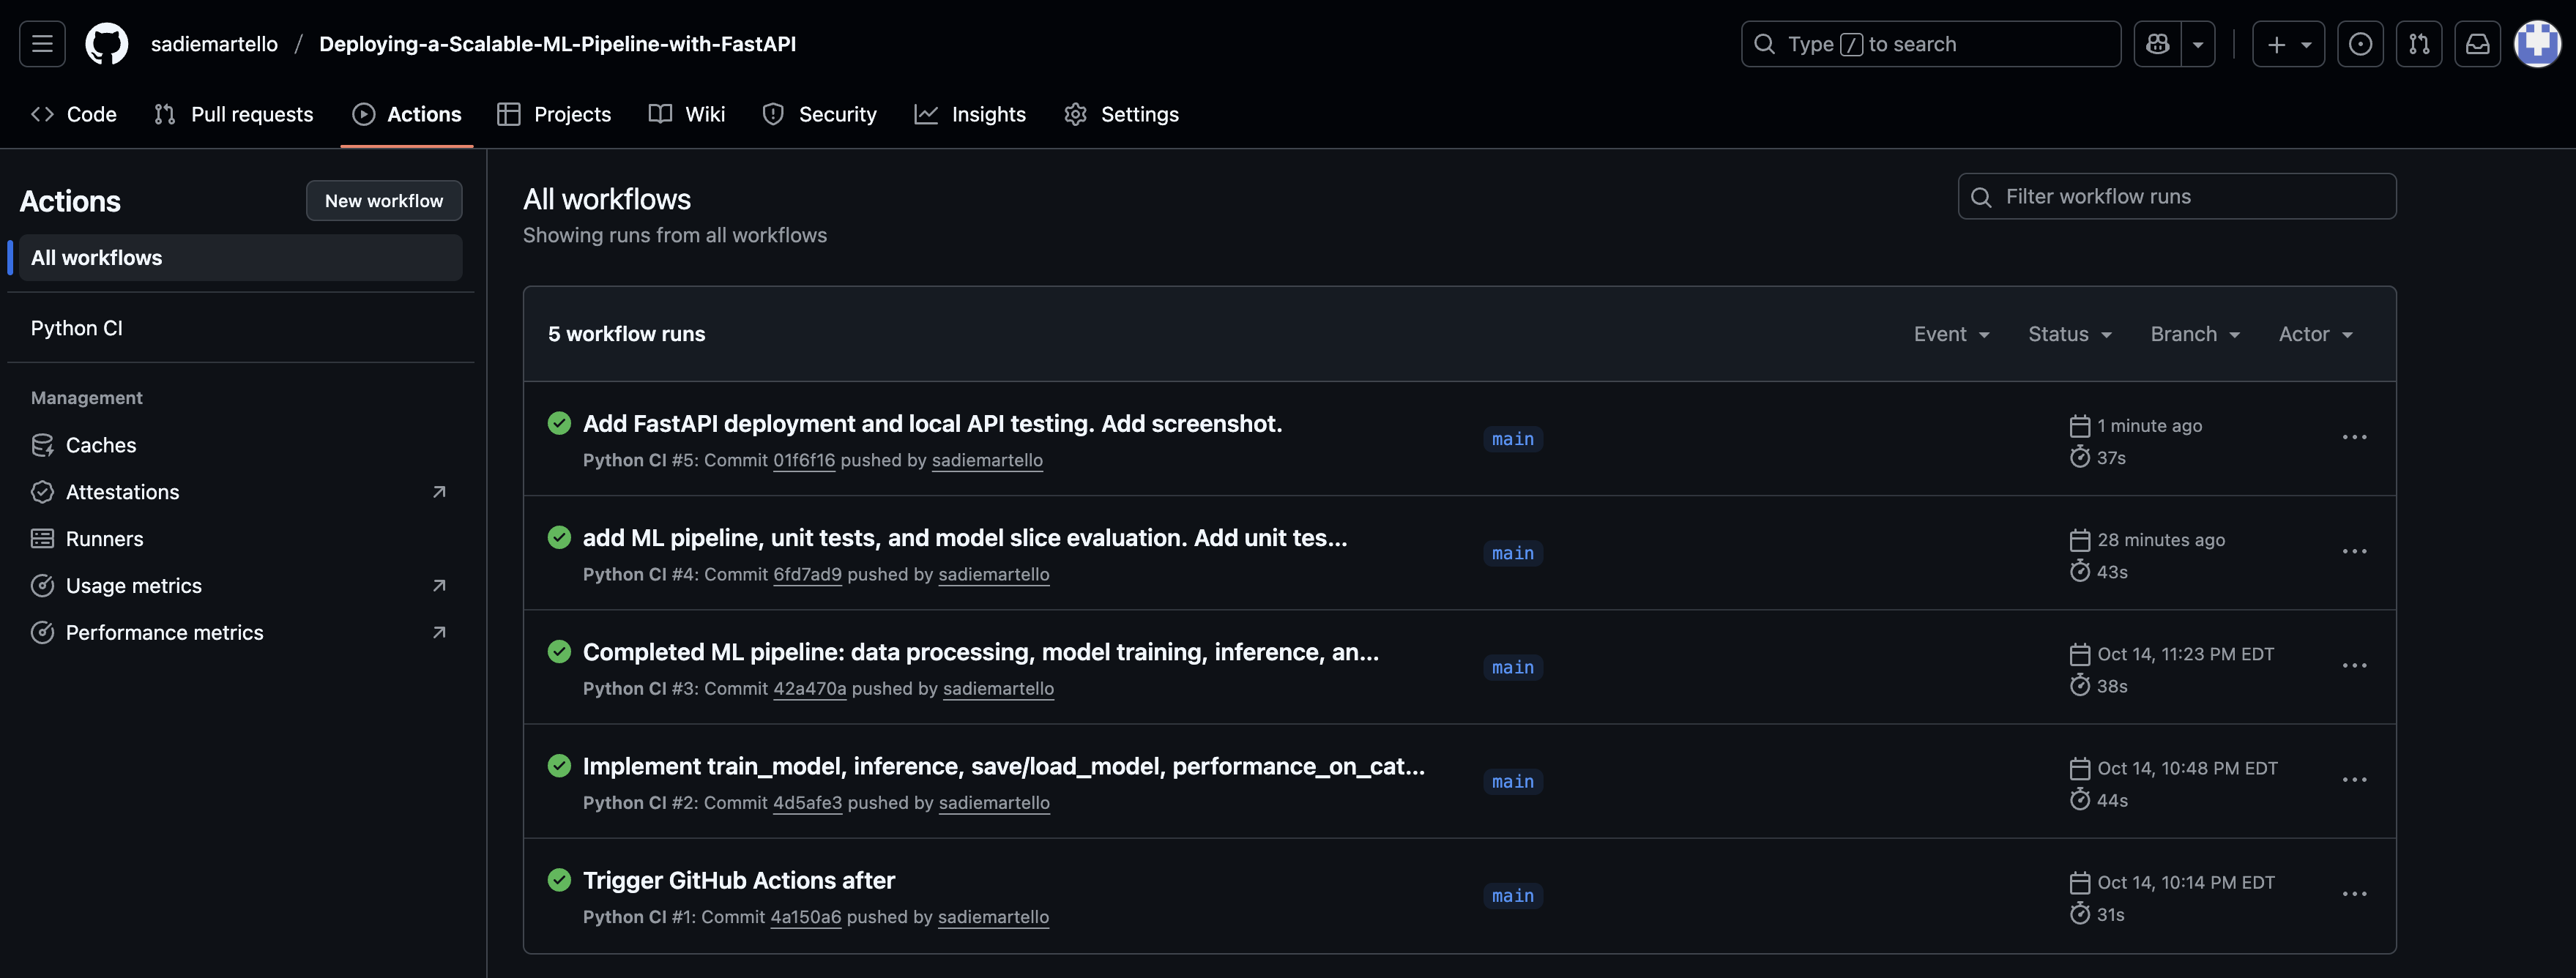 sadiemartello / Deploying-a-Scalable-ML-Pipeline-with-FastAPI
Type / to search
Code Pull requests Actions Projects Wiki Security Insights Settings
Actions
New workflow
All workflows
Python CI
Management
Caches
Attestations
Runners
Usage metrics
Performance metrics
All workflows
Showing runs from all workflows
Filter workflow runs
5 workflow runs
Event Status Branch Actor
Add FastAPI deployment and local API testing. Add screenshot.
Python CI #5: Commit 01f6f16 pushed by sadiemartello
main
1 minute ago
37s
add ML pipeline, unit tests, and model slice evaluation. Add unit tes...
Python CI #4: Commit 6fd7ad9 pushed by sadiemartello
main
28 minutes ago
43s
Completed ML pipeline: data processing, model training, inference, an...
Python CI #3: Commit 42a470a pushed by sadiemartello
main
Oct 14, 11:23 PM EDT
38s
Implement train_model, inference, save/load_model, performance_on_cat...
Python CI #2: Commit 4d5afe3 pushed by sadiemartello
main
Oct 14, 10:48 PM EDT
44s
Trigger GitHub Actions after
Python CI #1: Commit 4a150a6 pushed by sadiemartello
main
Oct 14, 10:14 PM EDT
31s